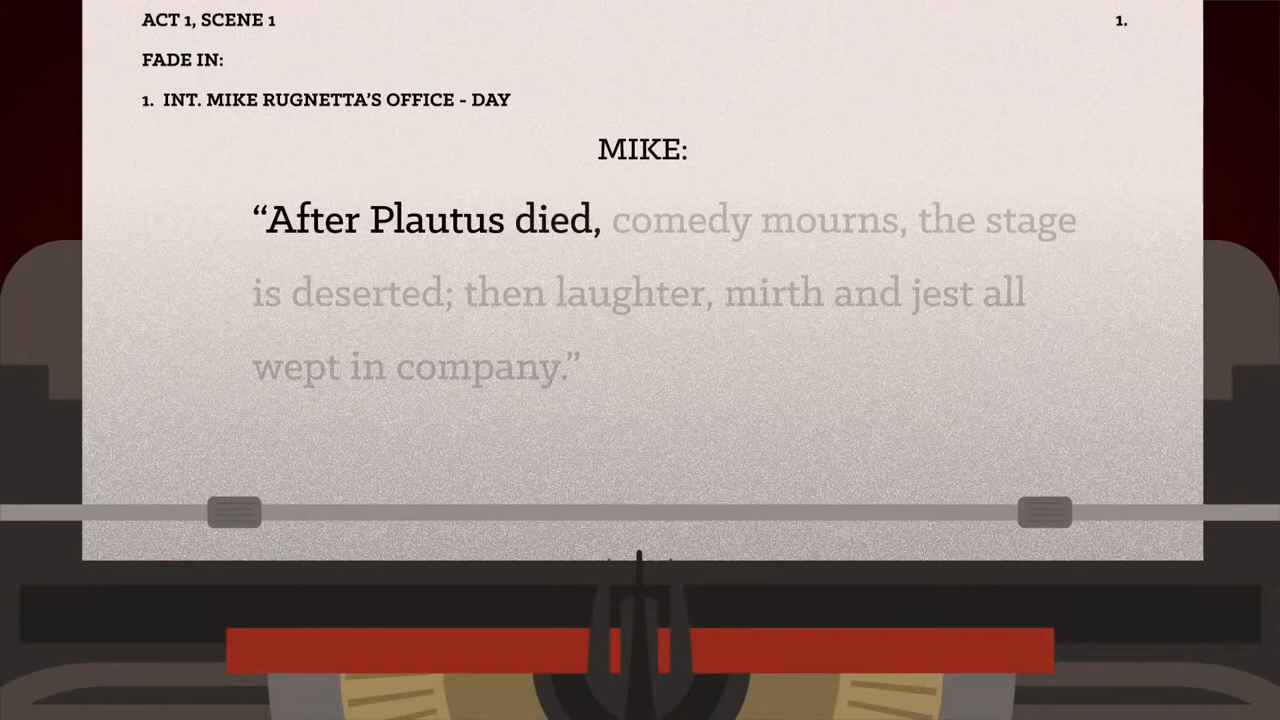 ACT 1, SCENE 1 1.
FADE IN:
1. INT. MIKE RUGNETTA’S OFFICE - DAY
MIKE:
“After Plautus died, comedy mourns, the stage
is deserted; then laughter, mirth and jest all
wept in company.”